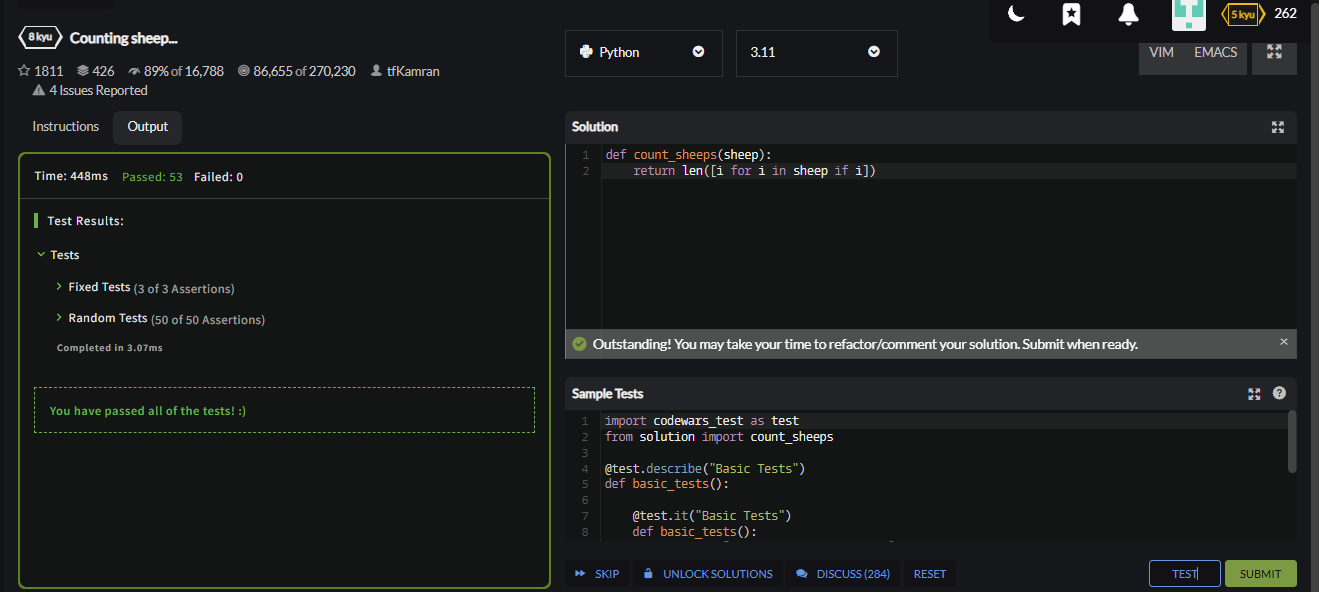 8 kyu Counting sheep...
5 kyu 262
1811 426 89% of 16,788 86,655 of 270,230 tfKamran
4 Issues Reported
Python 3.11 VIM EMACS
Instructions Output
Time: 448ms Passed: 53 Failed: 0
Test Results:
Tests
Fixed Tests (3 of 3 Assertions)
Random Tests (50 of 50 Assertions)
Completed in 3.07ms
You have passed all of the tests! :)
Solution
1 def count_sheeps(sheep):
2     return len([i for i in sheep if i])
Outstanding! You may take your time to refactor/comment your solution. Submit when ready. ×
Sample Tests
1 import codewars_test as test
2 from solution import count_sheeps
3
4 @test.describe("Basic Tests")
5 def basic_tests():
6
7     @test.it("Basic Tests")
8     def basic_tests():
SKIP UNLOCK SOLUTIONS DISCUSS (284) RESET TEST SUBMIT